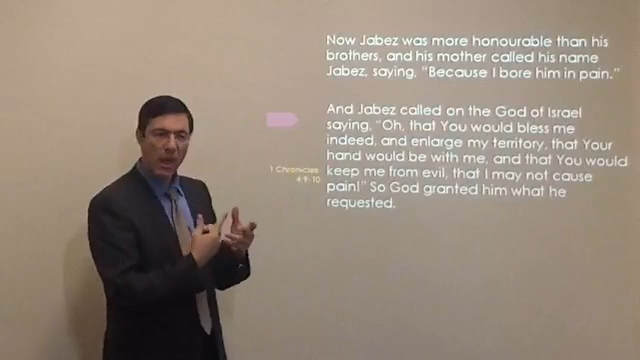 Now Jabez was more honourable than his
brothers, and his mother called his name
Jabez, saying, “Because I bore him in pain.”
And Jabez called on the God of Israel
saying, “Oh, that You would bless me
indeed, and enlarge my territory, that Your
hand would be with me, and that You would
keep me from evil, that I may not cause
pain!” So God granted him what he
requested.
1 Chronicles
4:9-10